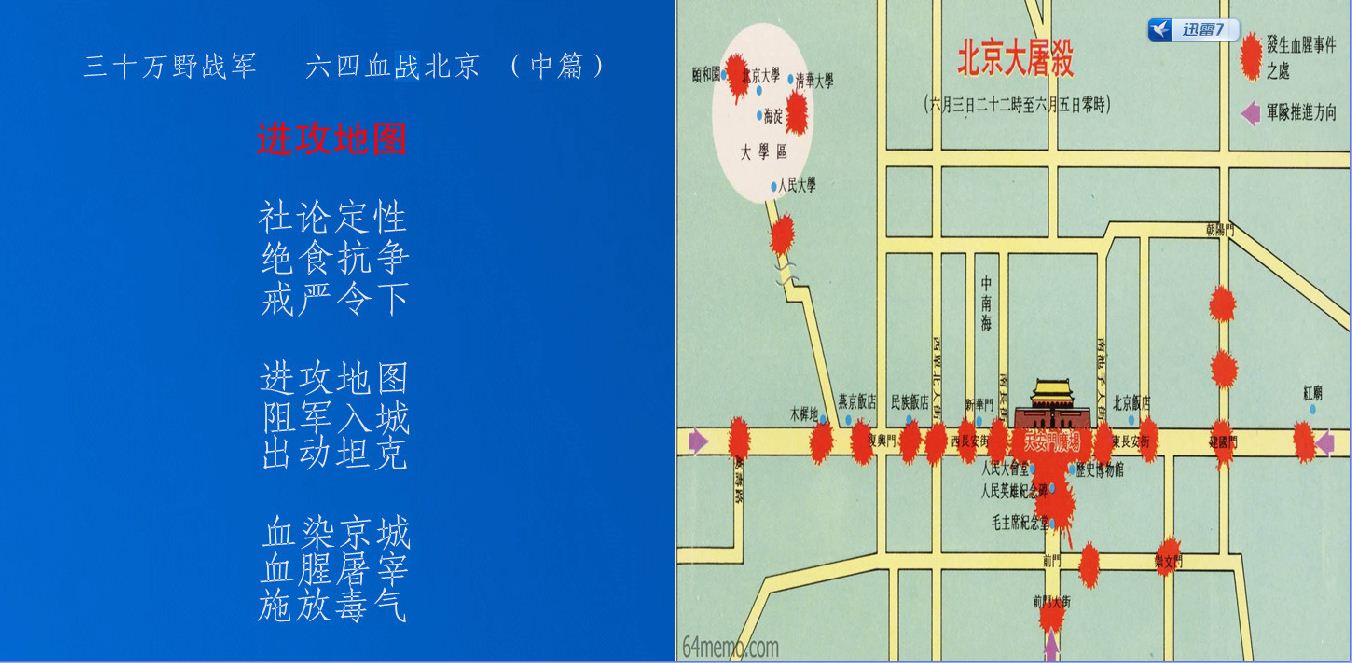 三十万野战军 六四血战北京 （中篇）
进攻地图
社论定性
绝食抗争
戒严令下
进攻地图
阻军入城
出动坦克
血染京城
血腥屠宰
施放毒气
迅雷7
北京大屠殺
（六月三日二十二時至六月五日零時）
發生血腥事件
之處
軍隊推進方向
頤和園
北京大學
清華大學
海淀
大學區
人民大學
朝陽門
中南海
西單北大街
南長街
南池子大街
紅廟
木樨地
燕京飯店
民族飯店
新華門
北京飯店
復興門
西長安街
天安門廣場
東長安街
建國門
萬壽路
人民大會堂
歷史博物館
人民英雄紀念碑
毛主席紀念堂
前門
崇文門
前門大街
64memo.com